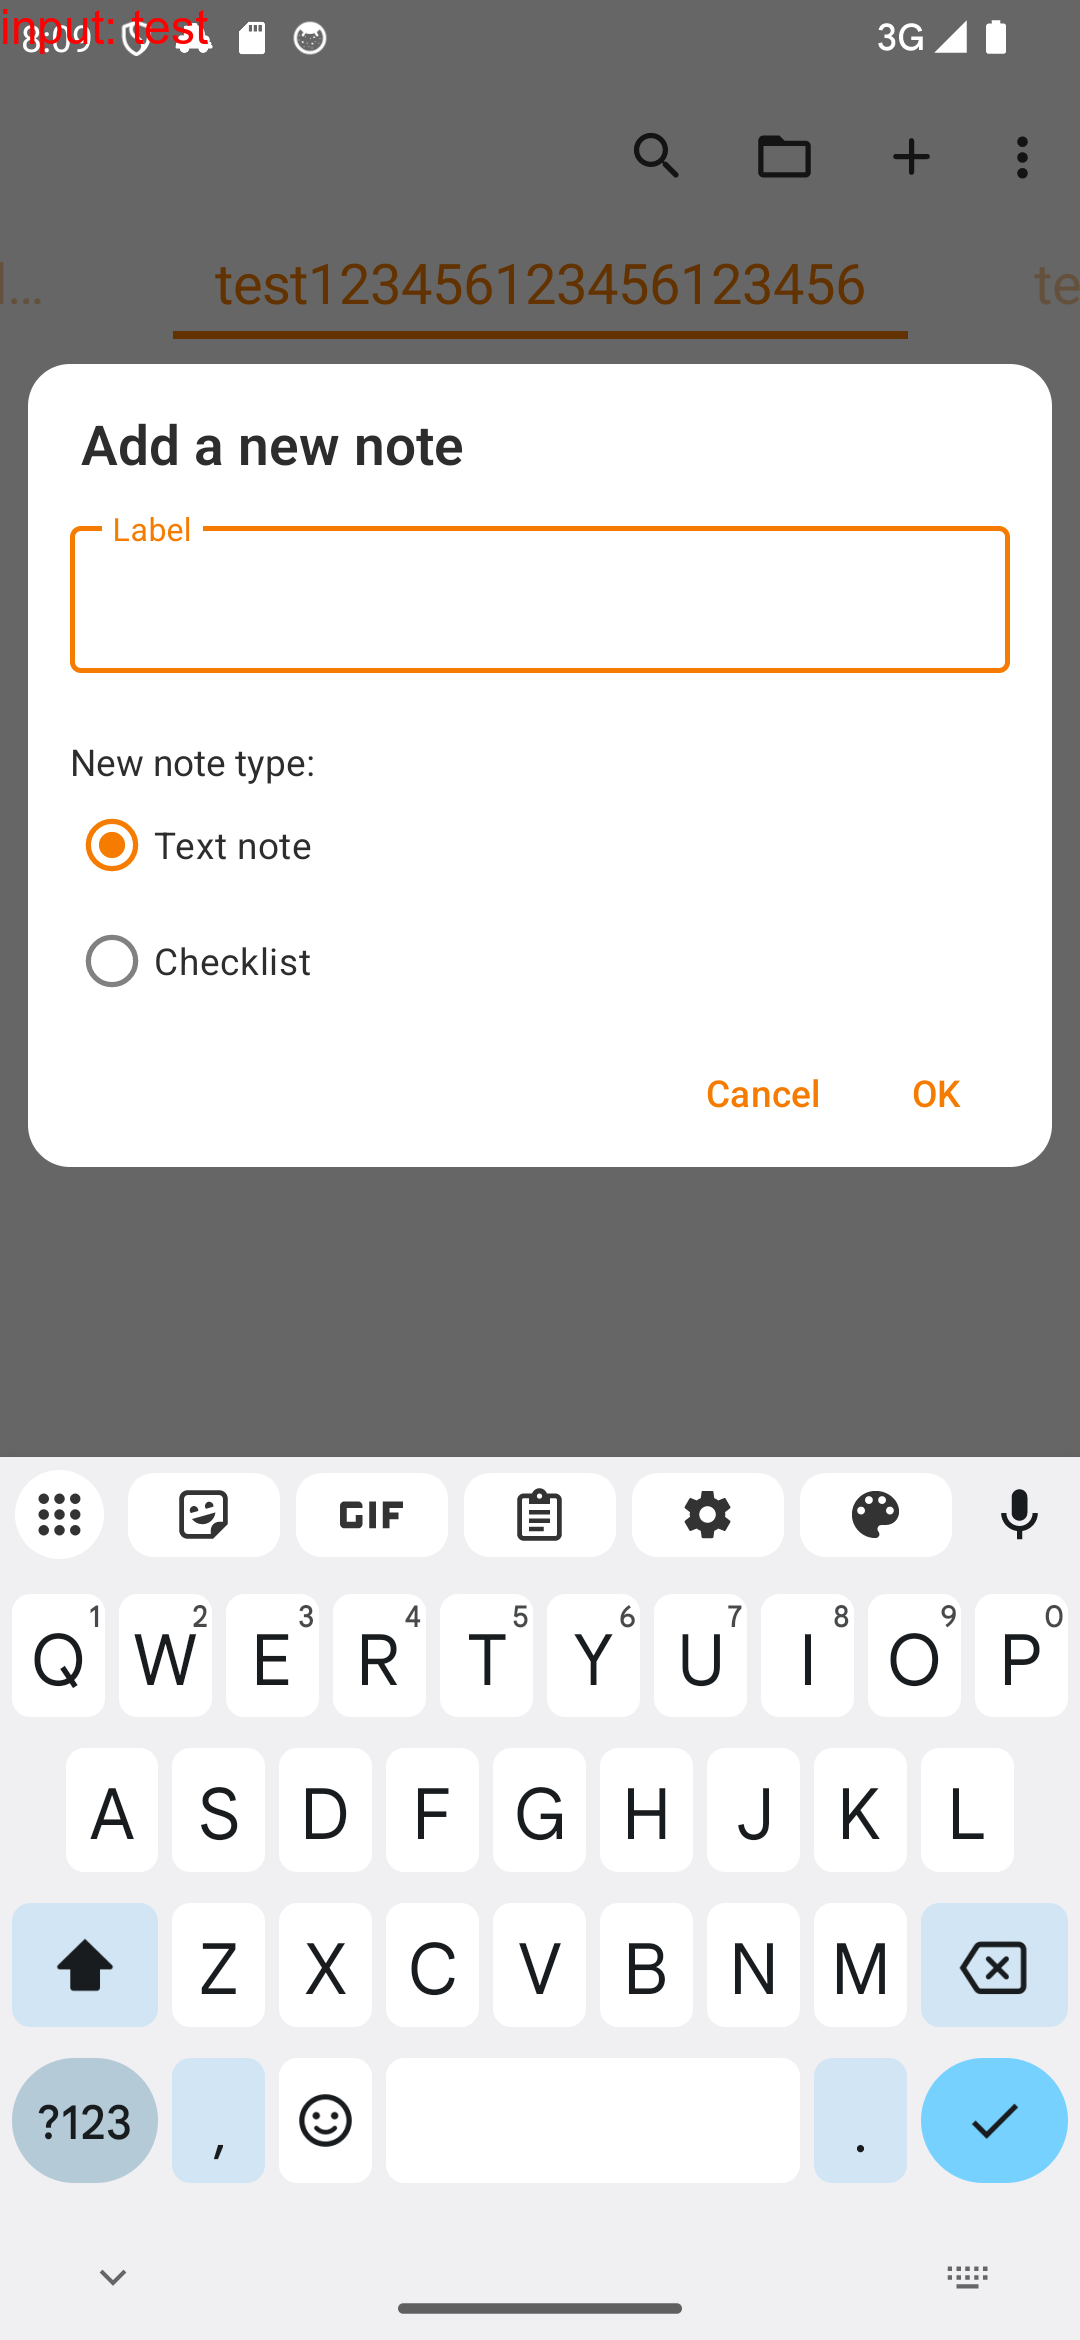 input: test
8:09
3G
l... test123456123456123456 te
Add a new note
Label
New note type:
Text note
Checklist
Cancel OK
GIF
Q1 W2 E3 R4 T5 Y6 U7 I8 O9 P0
A S D F G H J K L
Z X C V B N M
?123 , .